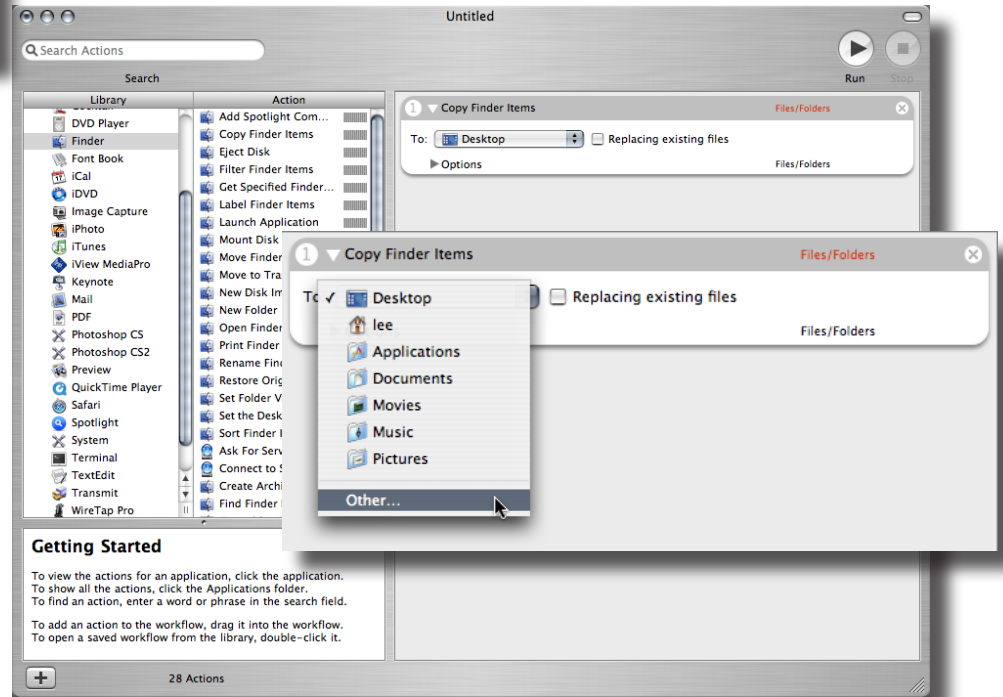 Untitled
Search Actions
Search
Run
Stop
Library
DVD Player
Finder
Font Book
iCal
iDVD
Image Capture
iPhoto
iTunes
iView MediaPro
Keynote
Mail
PDF
Photoshop CS
Photoshop CS2
Preview
QuickTime Player
Safari
Spotlight
System
Terminal
TextEdit
Transmit
WireTap Pro
Action
Add Spotlight Com...
Copy Finder Items
Eject Disk
Filter Finder Items
Get Specified Finder...
Label Finder Items
Launch Application
Mount Disk
Move Finder
Move to Tra
New Disk Im
New Folder
Open Finder
Print Finder
Rename Find
Restore Orig
Set Folder V
Set the Desk
Sort Finder I
Ask For Serv
Connect to S
Create Archi
Find Finder
1 Copy Finder Items Files/Folders
To: Desktop Replacing existing files
Options Files/Folders
1 Copy Finder Items Files/Folders
To ✓ Desktop Replacing existing files
lee
Files/Folders
Applications
Documents
Movies
Music
Pictures
Other...
Getting Started
To view the actions for an application, click the application.
To show all the actions, click the Applications folder.
To find an action, enter a word or phrase in the search field.
To add an action to the workflow, drag it into the workflow.
To open a saved workflow from the library, double-click it.
28 Actions